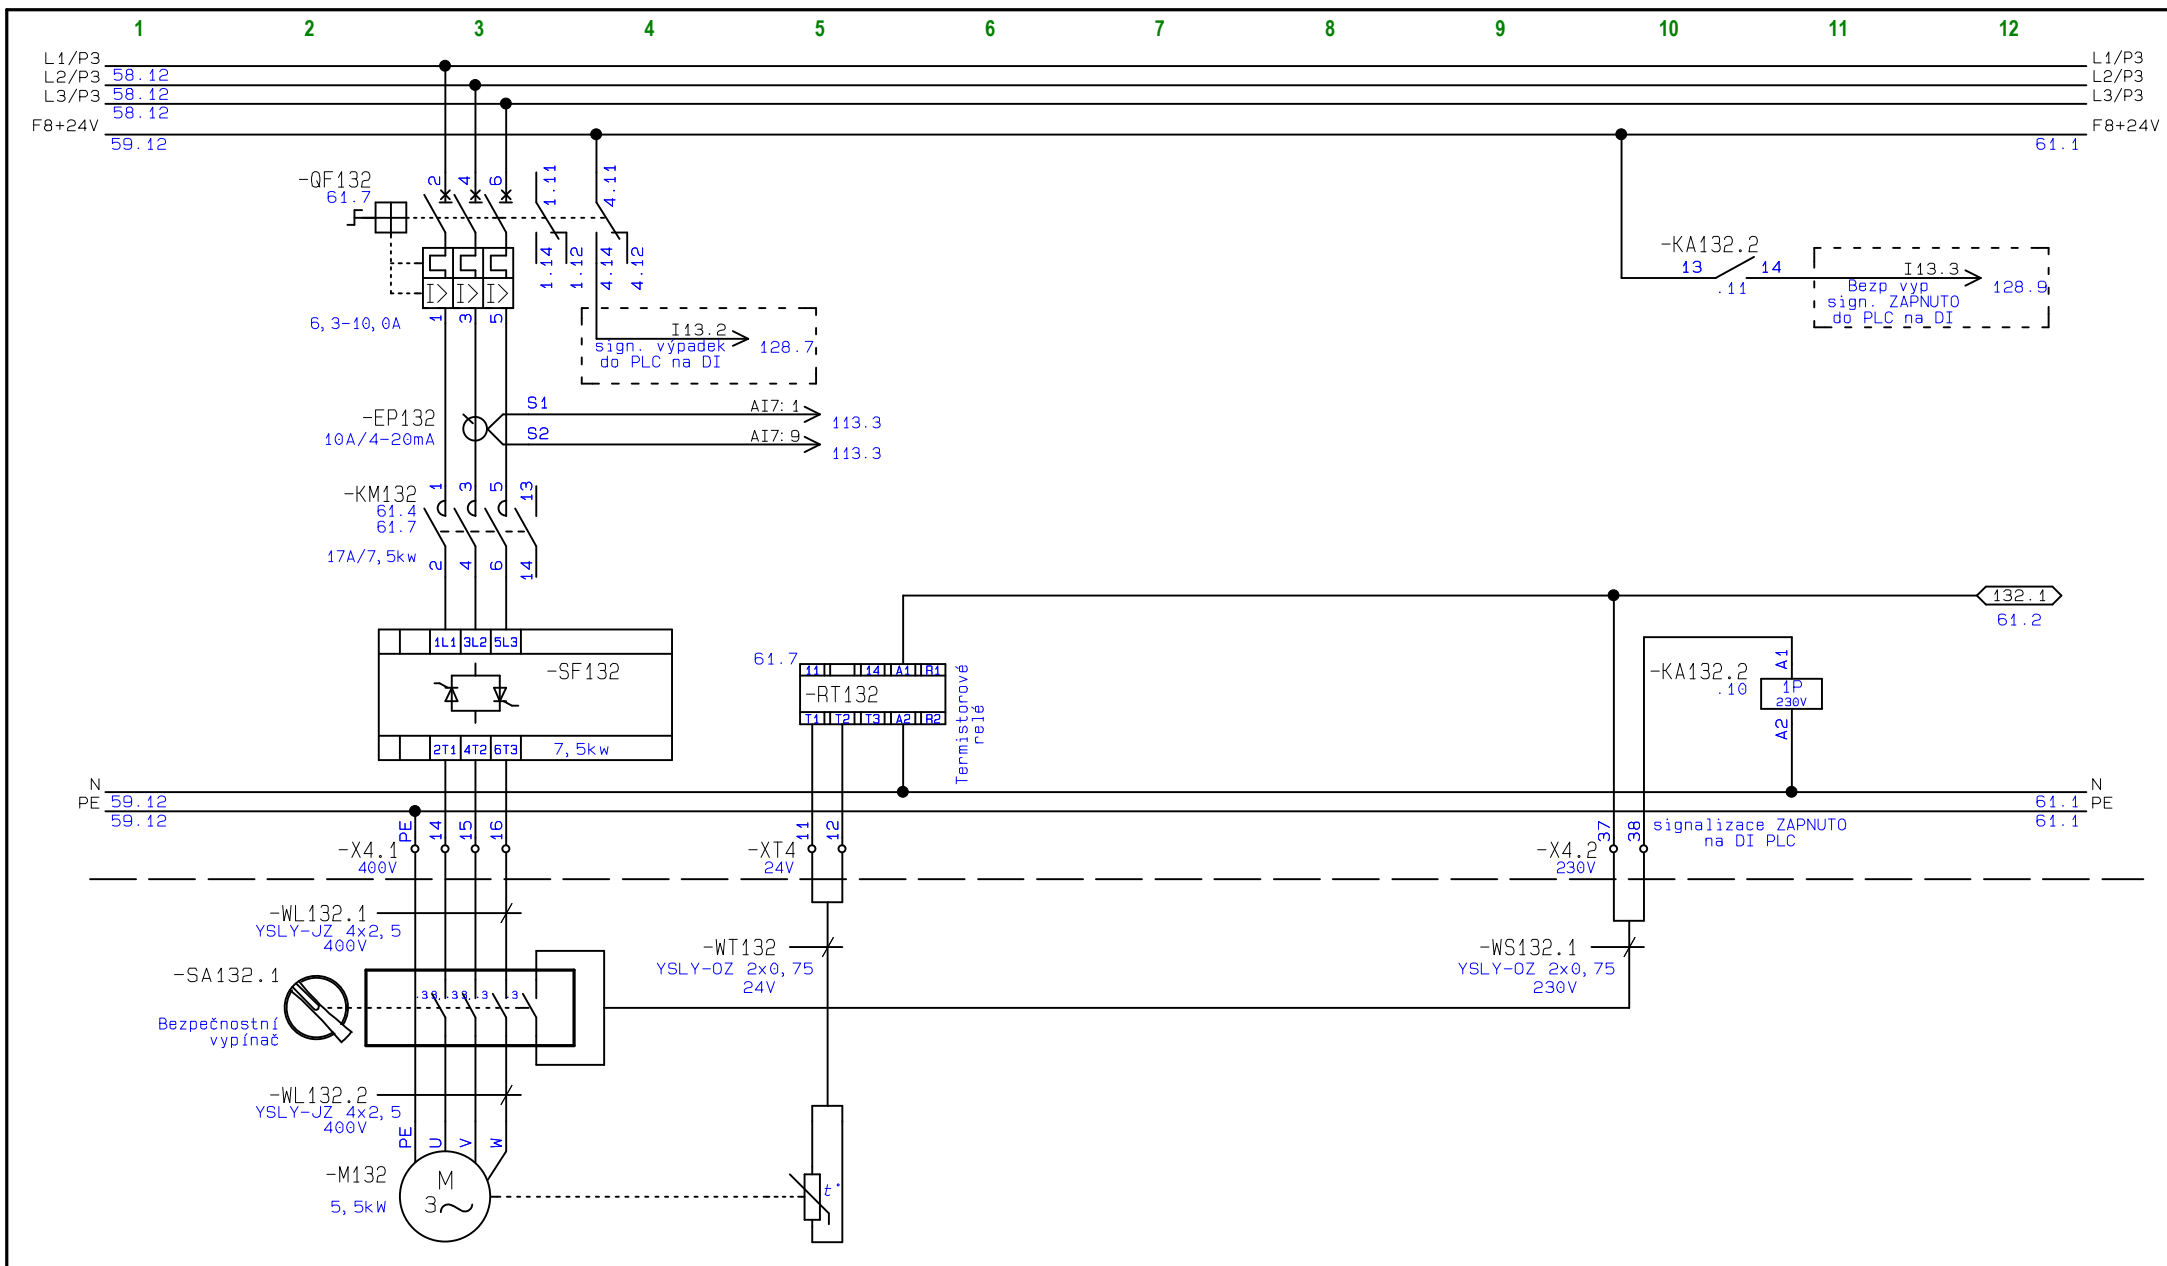 1 2 3 4 5 6 7 8 9 10 11 12
L1/P3 L1/P3
58.12
L2/P3 L2/P3
58.12
L3/P3 L3/P3
58.12
F8+24V F8+24V
59.12 61.1
-QF132
61.7
2 4 6 1.11 4.11
1.14 1.12 4.14 4.12
I> I> I>
6,3-10,0A
1 3 5
I13.2
sign. výpadek
do PLC na DI
128.7
-KA132.2
13 14
.11
I13.3
Bezp vyp
sign. ZAPNUTO
do PLC na DI
128.9
-EP132
10A/4-20mA
S1 AI7:1 113.3
S2 AI7:9 113.3
-KM132
61.4
61.7
17A/7,5kw
1 3 5 13
2 4 6 14
132.1
61.2
1L1 3L2 5L3
-SF132
2T1 4T2 6T3 7,5kw
61.7
11 14 A1 R1
-RT132
T1 T2 T3 A2 R2
Termistorové
relé
-KA132.2
.10
A1
1P
230V
A2
N N
59.12 61.1
PE PE
59.12 61.1
-X4.1
400V
PE 14 15 16
-XT4
24V
11 12
-X4.2
230V
37 38
signalizace ZAPNUTO
na DI PLC
-WL132.1
YSLY-JZ 4x2,5
400V
-WT132
YSLY-OZ 2x0,75
24V
-WS132.1
YSLY-OZ 2x0,75
230V
-SA132.1
Bezpečnostní
vypínač
-WL132.2
YSLY-JZ 4x2,5
400V
PE U V W
-M132
5,5kW
M
3
t°